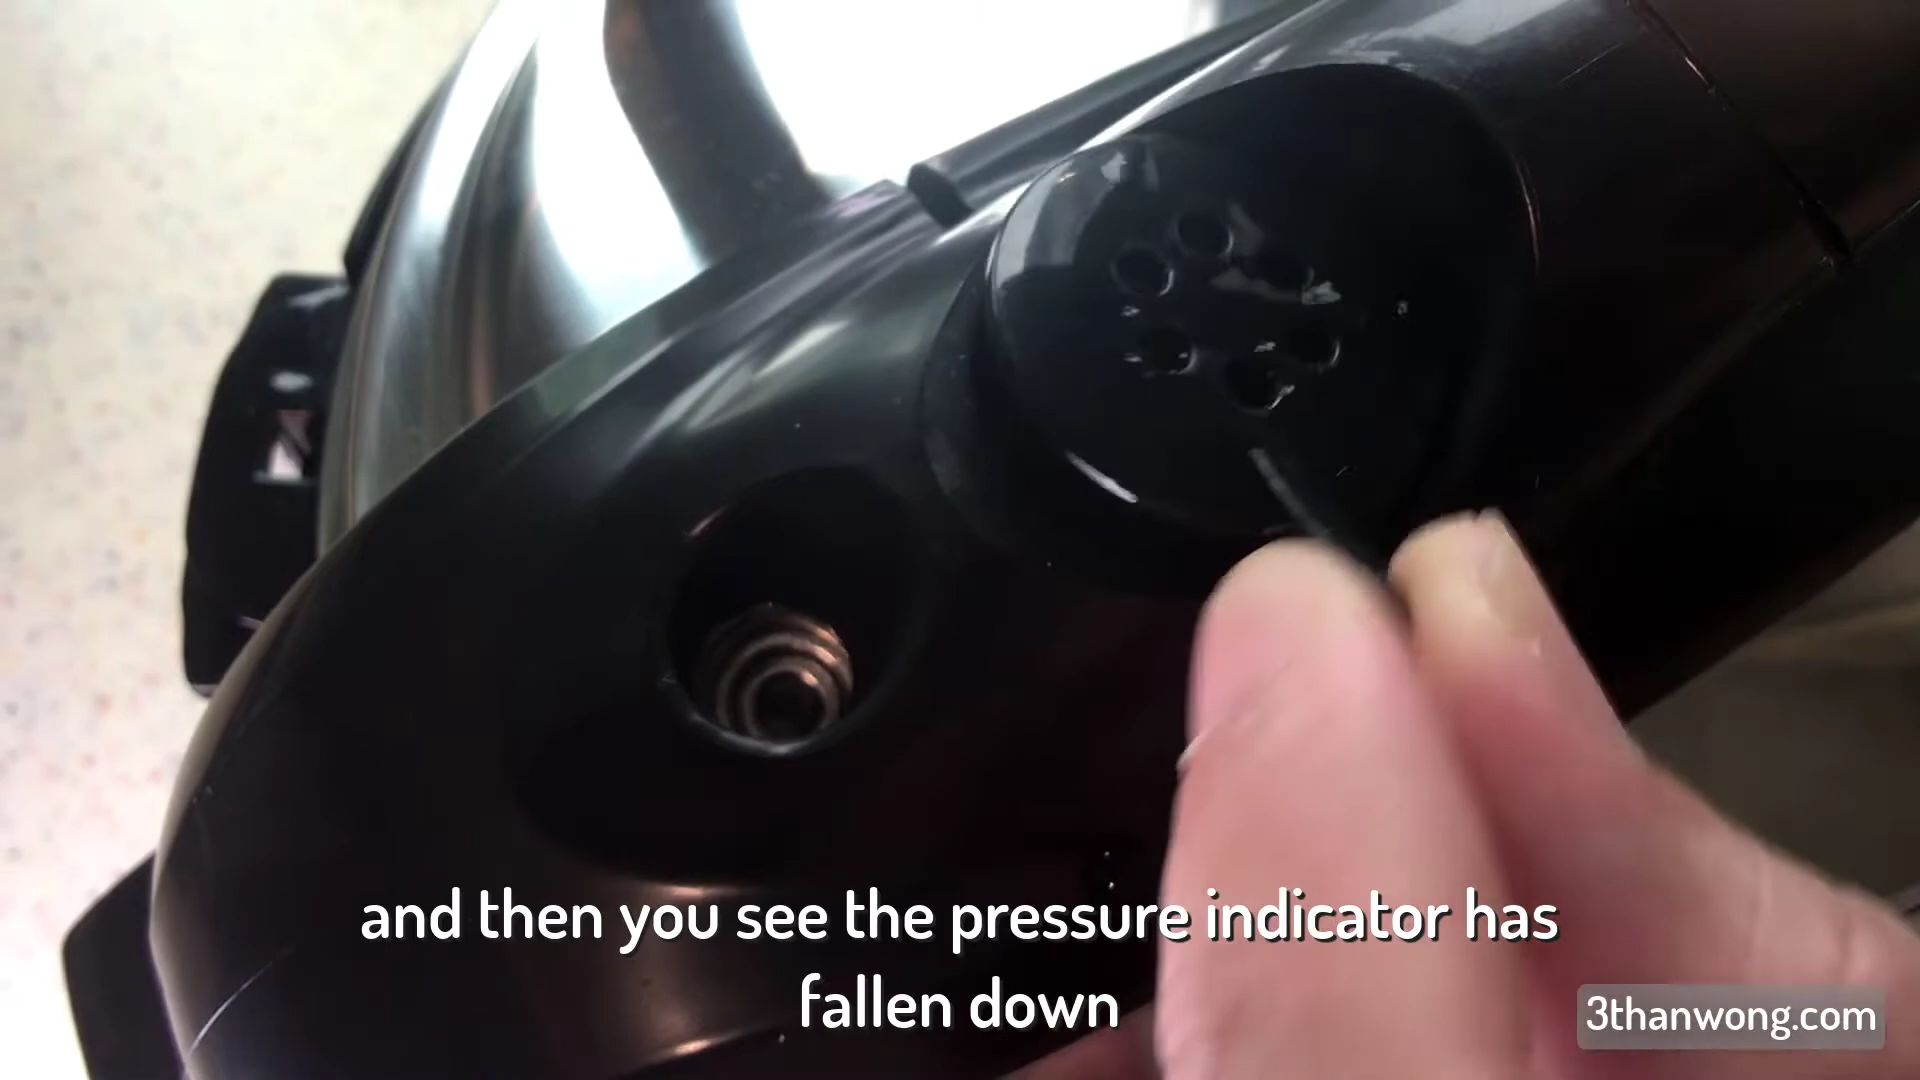 and then you see the pressure indicator has
fallen down
3thanwong.com